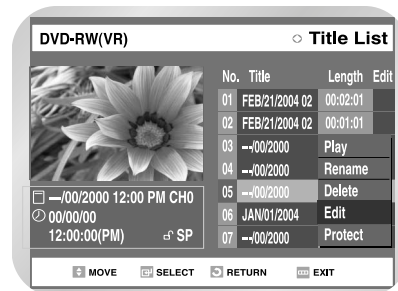 DVD-RW(VR)
Title List
No. Title Length Edit
01 FEB/21/2004 02 00:02:01
02 FEB/21/2004 02 00:01:01
03 --/00/2000 Play
04 --/00/2000 Rename
05 --/00/2000 Delete
06 JAN/01/2004 Edit
07 --/00/2000 Protect
--/00/2000 12:00 PM CH0
00/00/00
12:00:00(PM) SP
MOVE SELECT RETURN EXIT